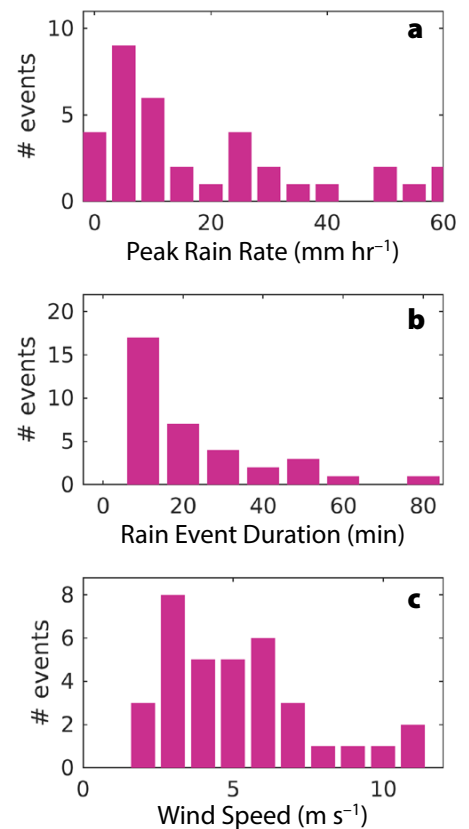 a
10
5
0
# events
0 20 40 60
Peak Rain Rate (mm hr⁻¹)
b
20
15
10
5
0
# events
0 20 40 60 80
Rain Event Duration (min)
c
8
6
4
2
0
# events
0 5 10
Wind Speed (m s⁻¹)